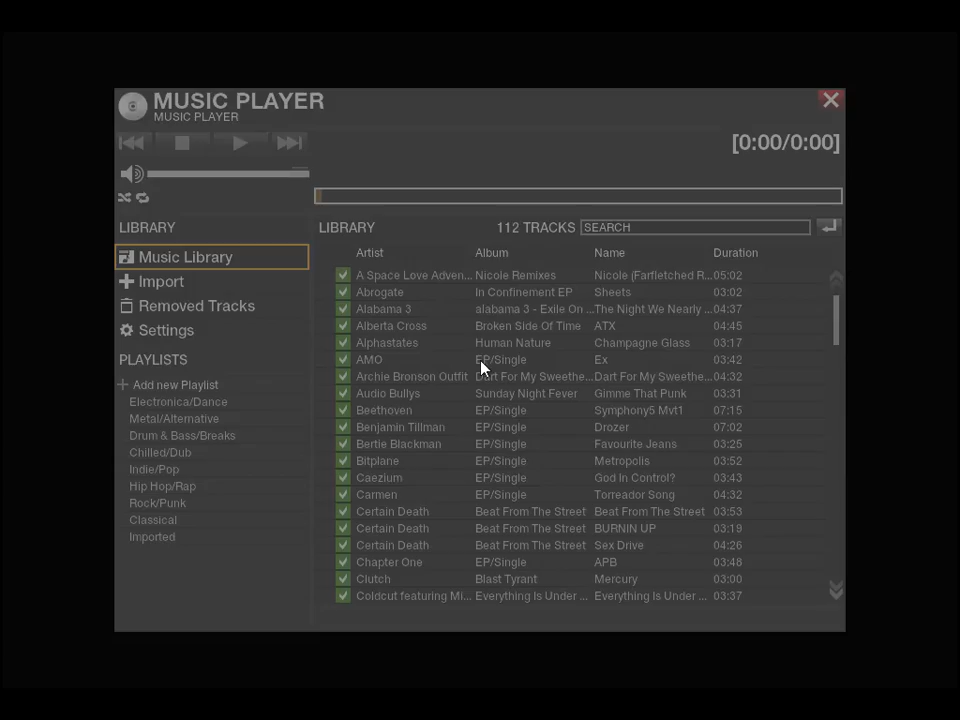 MUSIC PLAYER
MUSIC PLAYER
[0:00/0:00]
LIBRARY
LIBRARY 112 TRACKS SEARCH
Music Library
Import
Removed Tracks
Settings
PLAYLISTS
Add new Playlist
Electronica/Dance
Metal/Alternative
Drum & Bass/Breaks
Chilled/Dub
Indie/Pop
Hip Hop/Rap
Rock/Punk
Classical
Imported
Artist Album Name Duration
A Space Love Adven... Nicole Remixes Nicole (Farfletched R... 05:02
Abrogate In Confinement EP Sheets 03:02
Alabama 3 alabama 3 - Exile On ... The Night We Nearly ... 04:37
Alberta Cross Broken Side Of Time ATX 04:45
Alphastates Human Nature Champagne Glass 03:17
AMO EP/Single Ex 03:42
Archie Bronson Outfit Dart For My Sweethe... Dart For My Sweethe... 04:32
Audio Bullys Sunday Night Fever Gimme That Punk 03:31
Beethoven EP/Single Symphony5 Mvt1 07:15
Benjamin Tillman EP/Single Drozer 07:02
Bertie Blackman EP/Single Favourite Jeans 03:25
Bitplane EP/Single Metropolis 03:52
Caezium EP/Single God In Control? 03:43
Carmen EP/Single Torreador Song 04:32
Certain Death Beat From The Street Beat From The Street 03:53
Certain Death Beat From The Street BURNIN UP 03:19
Certain Death Beat From The Street Sex Drive 04:26
Chapter One EP/Single APB 03:48
Clutch Blast Tyrant Mercury 03:00
Coldcut featuring Mi... Everything Is Under ... Everything Is Under ... 03:37